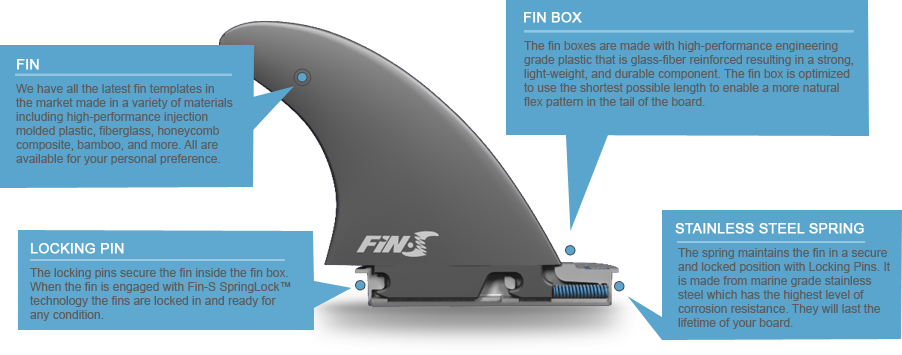 FIN
We have all the latest fin templates in
the market made in a variety of materials
including high-performance injection
molded plastic, fiberglass, honeycomb
composite, bamboo, and more. All are
available for your personal preference.
FIN BOX
The fin boxes are made with high-performance engineering
grade plastic that is glass-fiber reinforced resulting in a strong,
light-weight, and durable component. The fin box is optimized
to use the shortest possible length to enable a more natural
flex pattern in the tail of the board.
FiN-S
LOCKING PIN
The locking pins secure the fin inside the fin box.
When the fin is engaged with Fin-S SpringLock™
technology the fins are locked in and ready for
any condition.
STAINLESS STEEL SPRING
The spring maintains the fin in a secure
and locked position with Locking Pins. It
is made from marine grade stainless
steel which has the highest level of
corrosion resistance. They will last the
lifetime of your board.